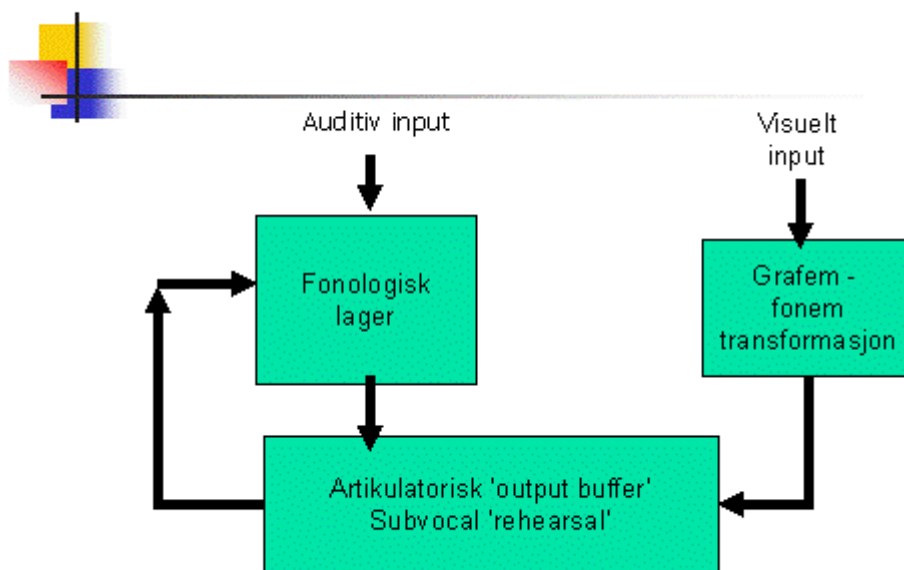 Auditiv input
Visuelt
input
Fonologisk
lager
Grafem -
fonem
transformasjon
Artikulatorisk 'output buffer'
Subvocal 'rehearsal'